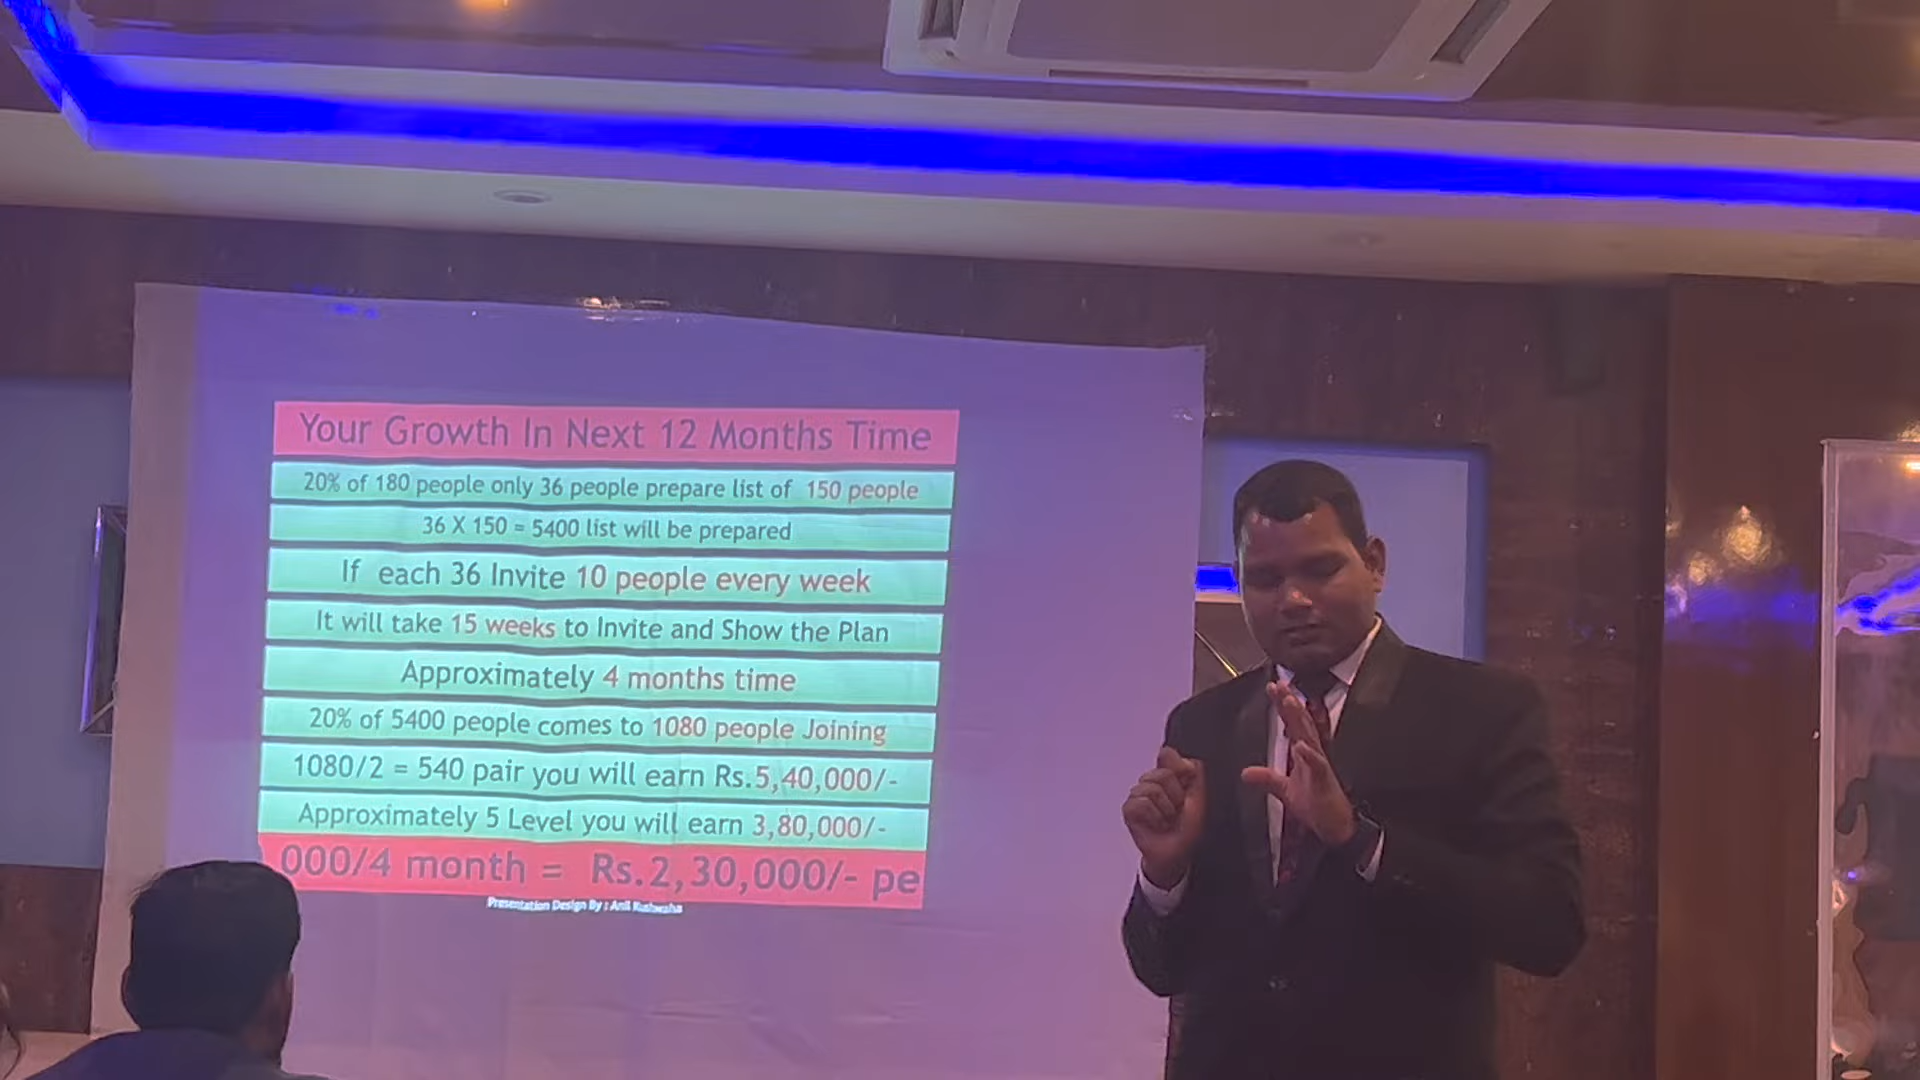 Your Growth In Next 12 Months Time
20% of 180 people only 36 people prepare list of 150 people
36 X 150 = 5400 list will be prepared
If each 36 Invite 10 people every week
It will take 15 weeks to Invite and Show the Plan
Approximately 4 months time
20% of 5400 people comes to 1080 people Joining
1080/2 = 540 pair you will earn Rs.5,40,000/-
Approximately 5 Level you will earn 3,80,000/-
000/4 month = Rs.2,30,000/- pe
Presentation Design By : Anil Kushwaha